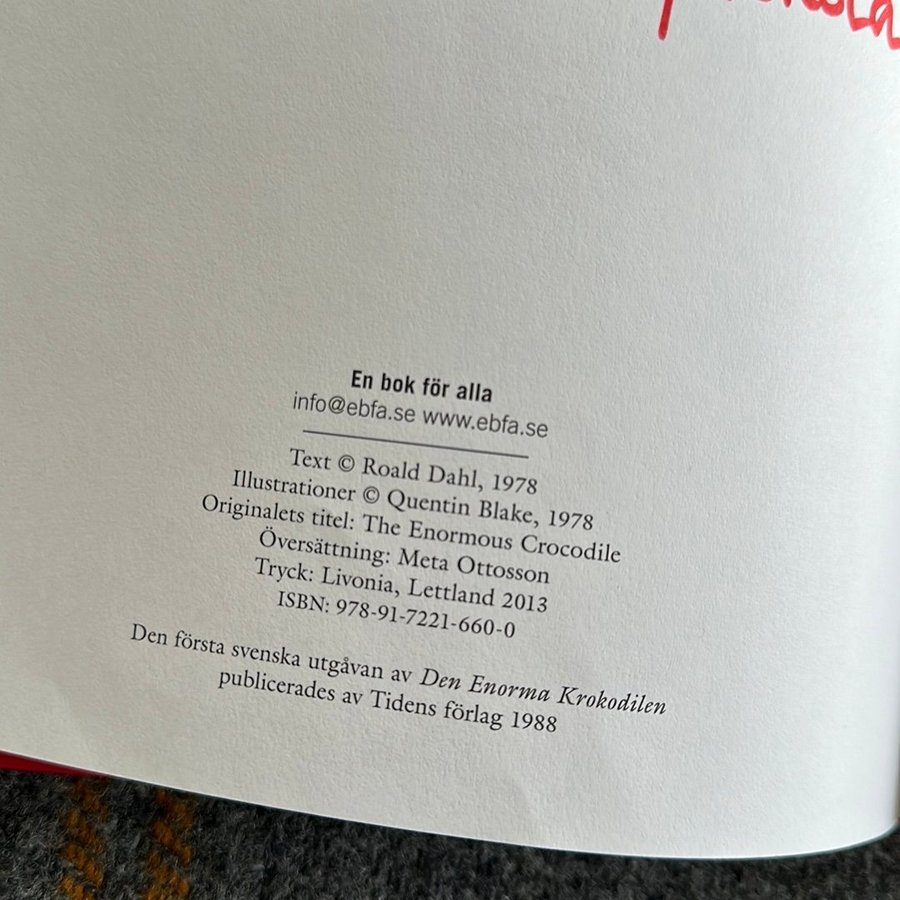 En bok för alla
info@ebfa.se www.ebfa.se
Text © Roald Dahl, 1978
Illustrationer © Quentin Blake, 1978
Originalets titel: The Enormous Crocodile
Översättning: Meta Ottosson
Tryck: Livonia, Lettland 2013
ISBN: 978-91-7221-660-0
Den första svenska utgåvan av Den Enorma Krokodilen
publicerades av Tidens förlag 1988